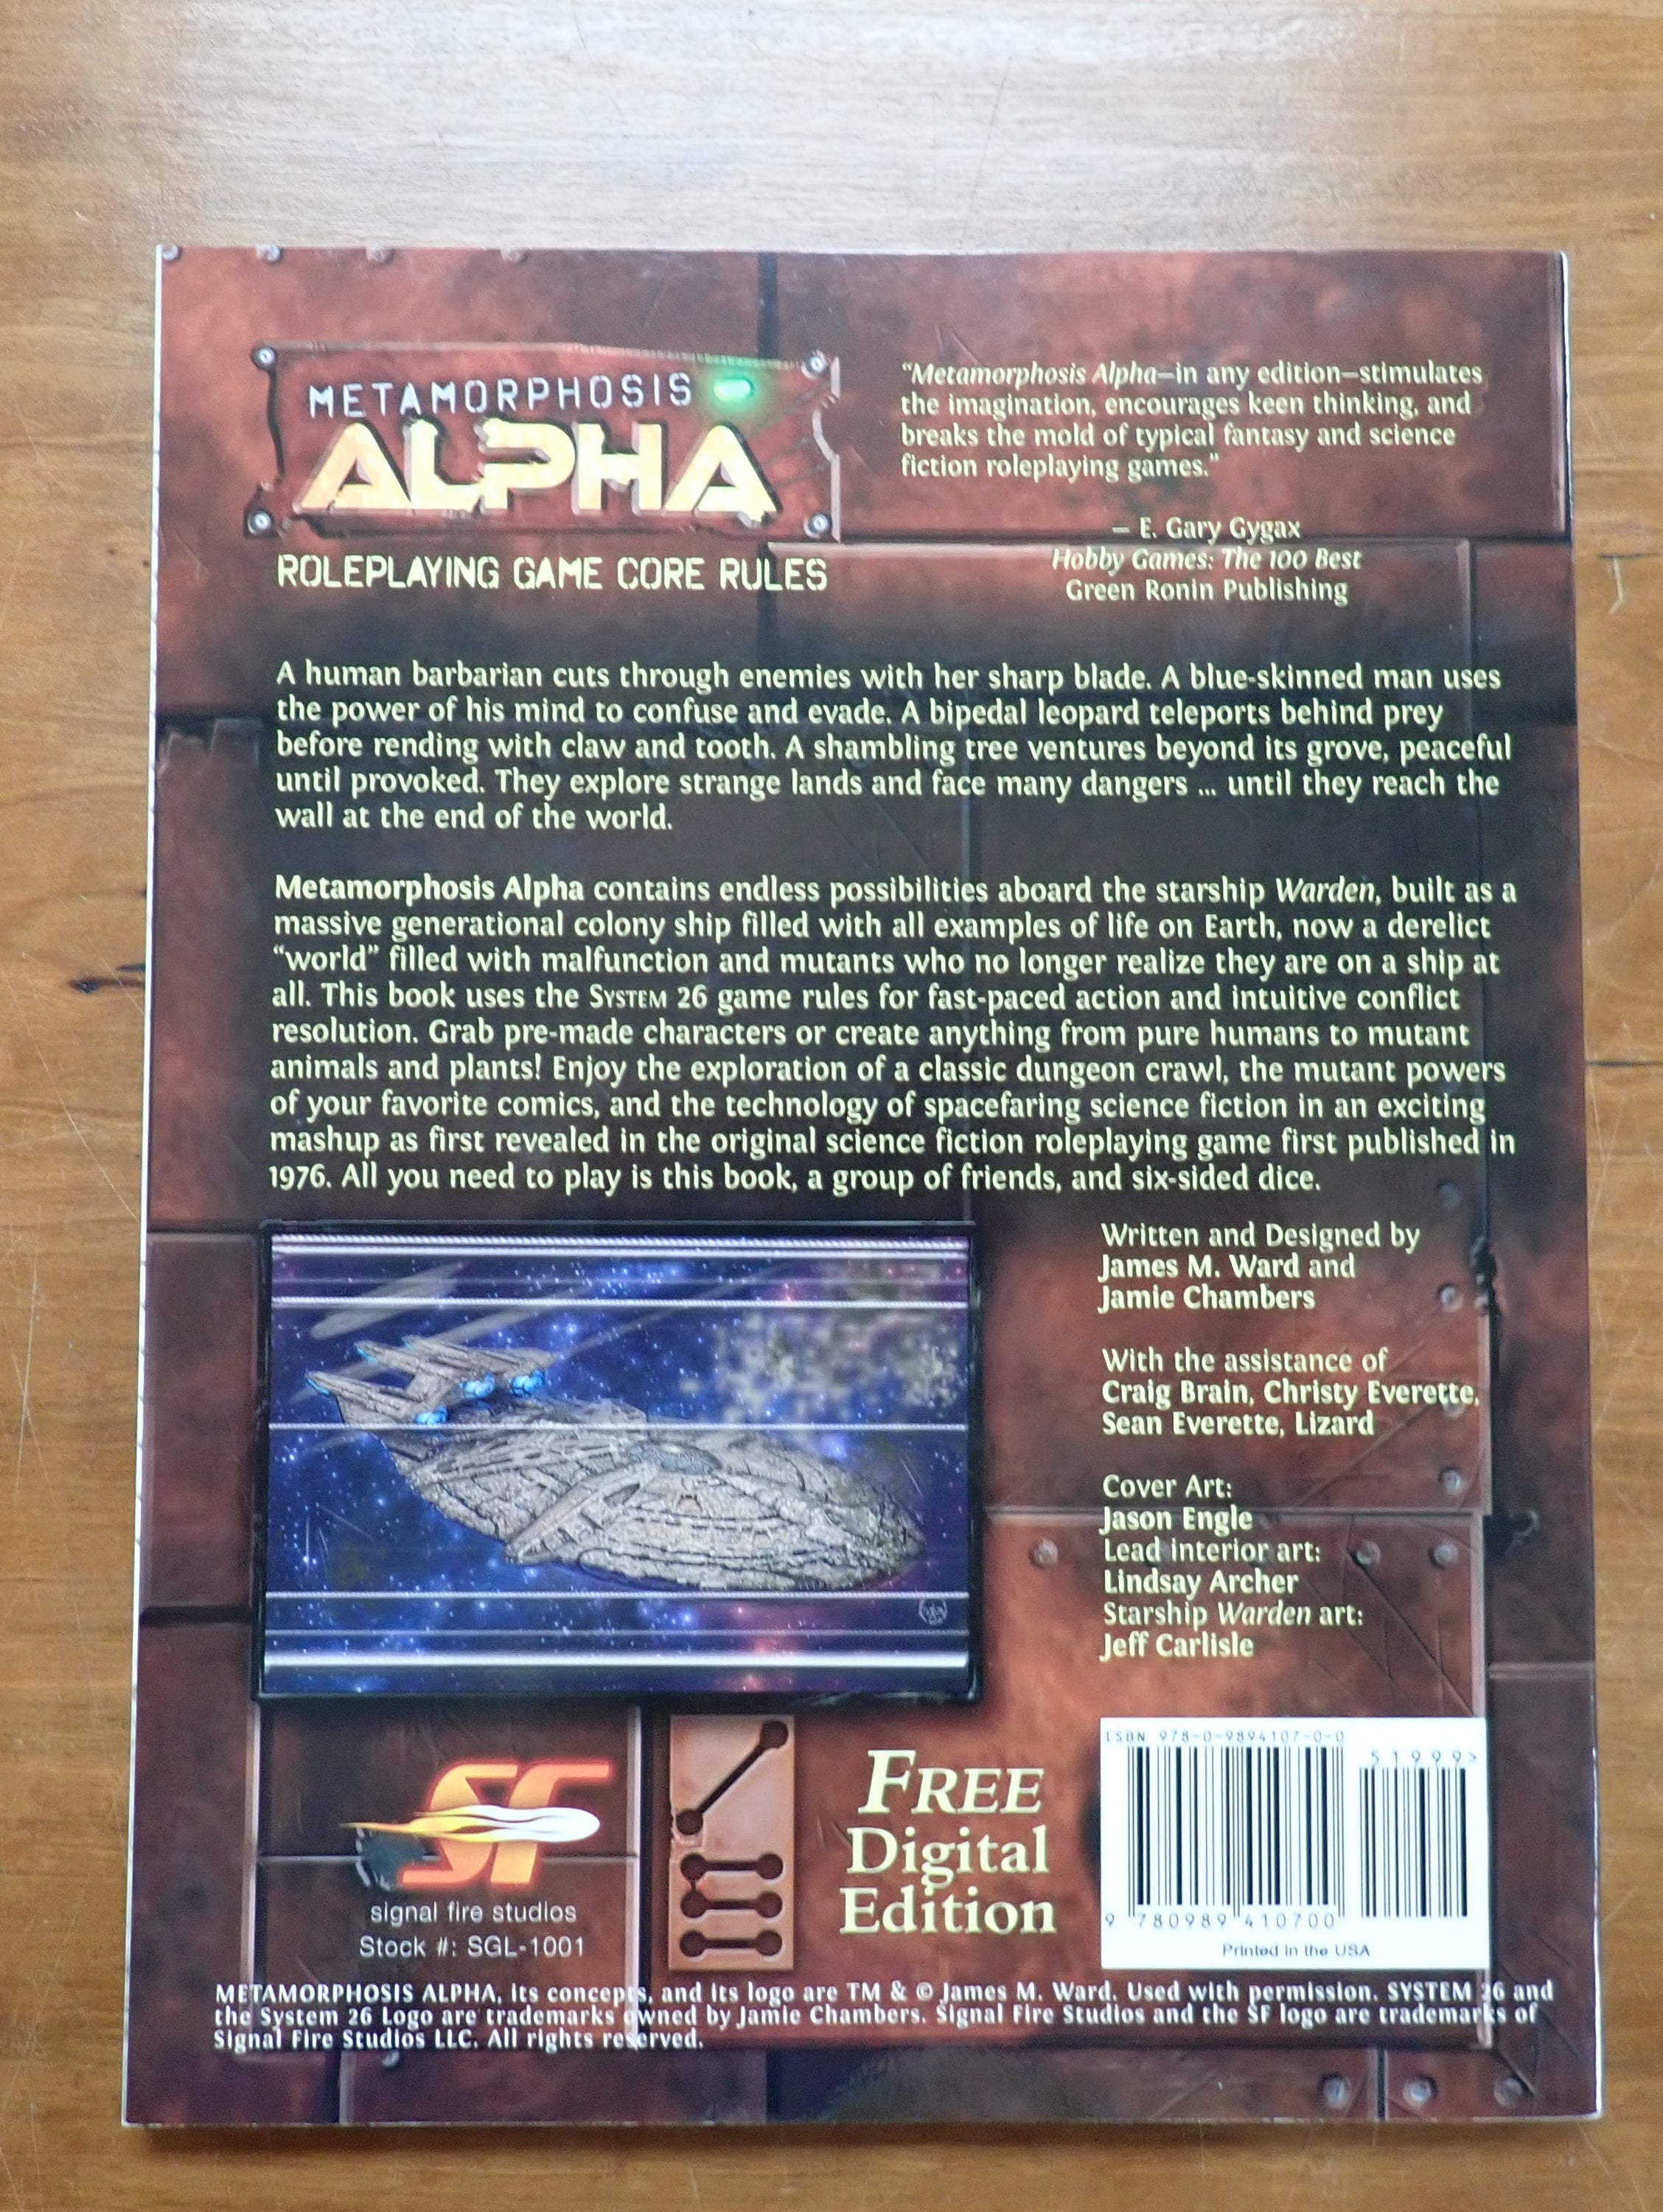 METAMORPHOSIS
ALPHA
ROLEPLAYING GAME CORE RULES
“Metamorphosis Alpha—in any edition—stimulates
the imagination, encourages keen thinking, and
breaks the mold of typical fantasy and science
fiction roleplaying games.”
— E. Gary Gygax
Hobby Games: The 100 Best
Green Ronin Publishing
A human barbarian cuts through enemies with her sharp blade. A blue-skinned man uses
the power of his mind to confuse and evade. A bipedal leopard teleports behind prey
before rending with claw and tooth. A shambling tree ventures beyond its grove, peaceful
until provoked. They explore strange lands and face many dangers ... until they reach the
wall at the end of the world.
Metamorphosis Alpha contains endless possibilities aboard the starship Warden, built as a
massive generational colony ship filled with all examples of life on Earth, now a derelict
“world” filled with malfunction and mutants who no longer realize they are on a ship at
all. This book uses the SYSTEM 26 game rules for fast-paced action and intuitive conflict
resolution. Grab pre-made characters or create anything from pure humans to mutant
animals and plants! Enjoy the exploration of a classic dungeon crawl, the mutant powers
of your favorite comics, and the technology of spacefaring science fiction in an exciting
mashup as first revealed in the original science fiction roleplaying game first published in
1976. All you need to play is this book, a group of friends, and six-sided dice.
Written and Designed by
James M. Ward and
Jamie Chambers
With the assistance of
Craig Brain, Christy Everette,
Sean Everette, Lizard
Cover Art:
Jason Engle
Lead interior art:
Lindsay Archer
Starship Warden art:
Jeff Carlisle
SF
signal fire studios
Stock #: SGL-1001
FREE
Digital
Edition
ISBN 978-0-9894107-0-0
51999>
9 780989 410700
Printed in the USA
METAMORPHOSIS ALPHA, its concepts, and its logo are TM & © James M. Ward. Used with permission. SYSTEM 26 and
the System 26 Logo are trademarks owned by Jamie Chambers. Signal Fire Studios and the SF logo are trademarks of
Signal Fire Studios LLC. All rights reserved.